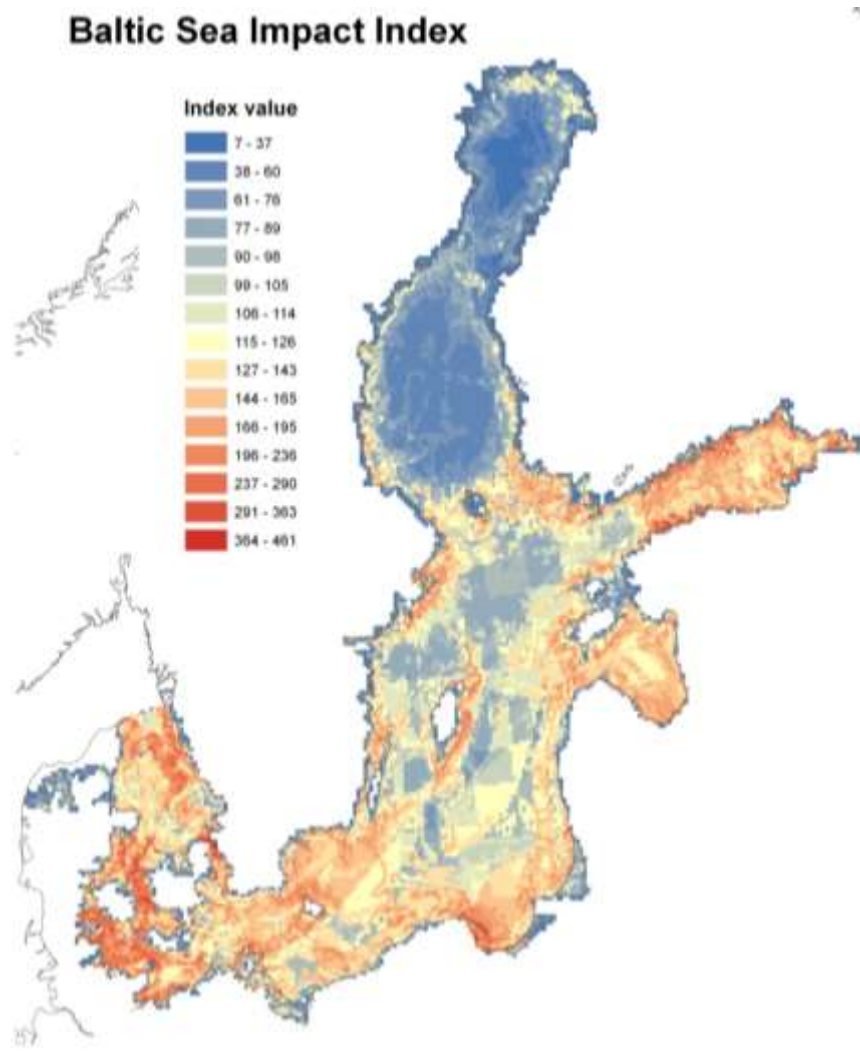 Baltic Sea Impact Index
Index value
7 - 37
38 - 60
61 - 76
77 - 89
90 - 98
99 - 105
106 - 114
115 - 126
127 - 143
144 - 165
166 - 195
196 - 236
237 - 290
291 - 363
364 - 461